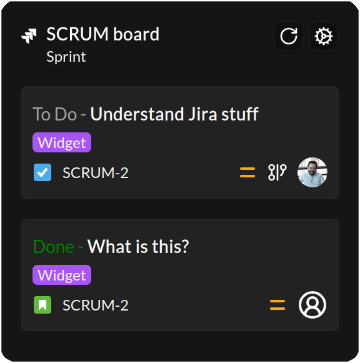 SCRUM board
Sprint
To Do - Understand Jira stuff
Widget
SCRUM-2
Done - What is this?
Widget
SCRUM-2